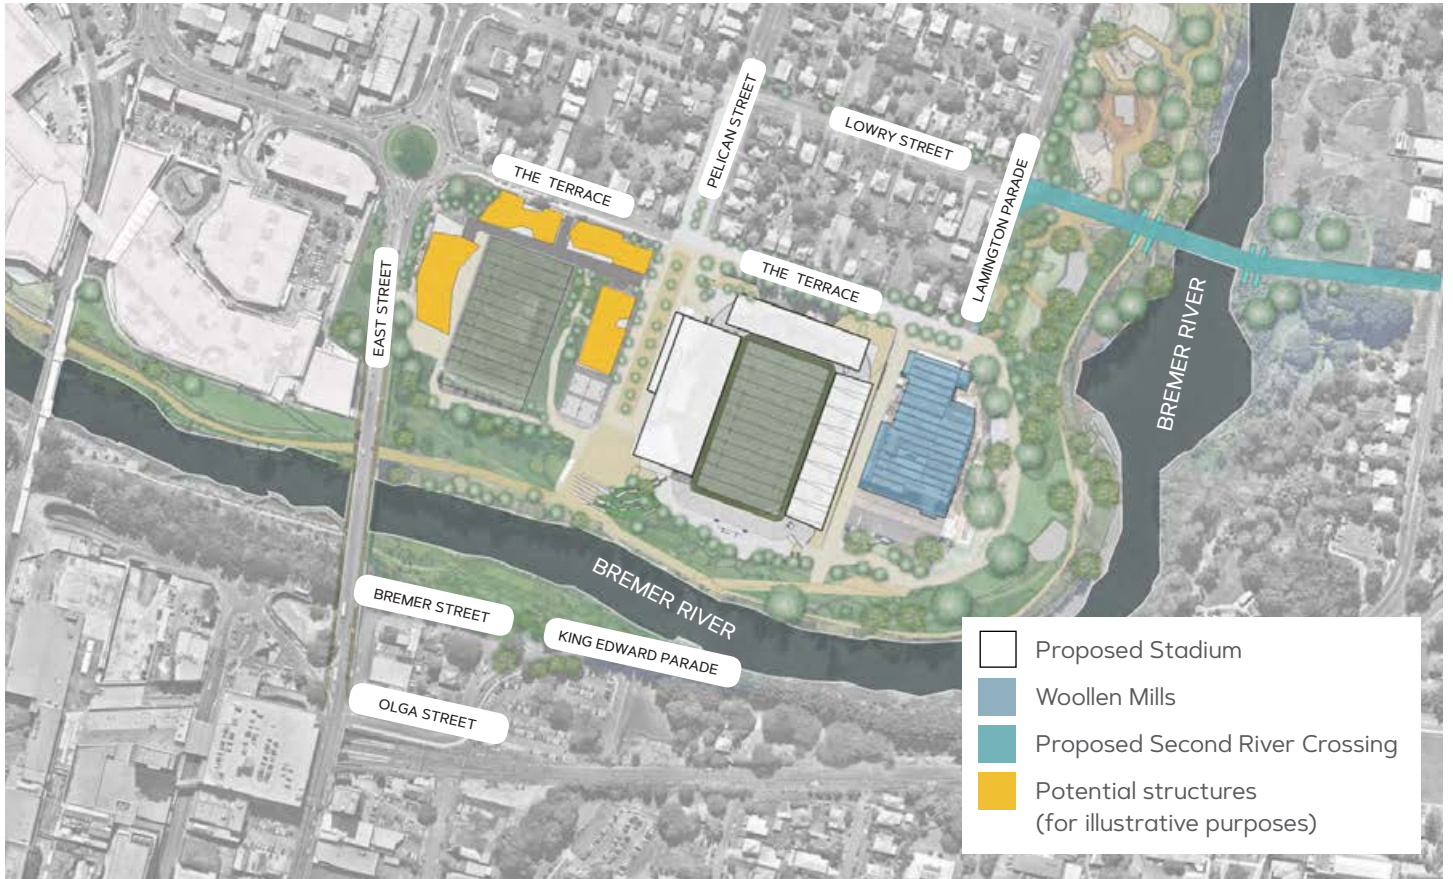 PELICAN STREET
LOWRY STREET
THE TERRACE
LAMINGTON PARADE
THE TERRACE
EAST STREET
BREMER RIVER
BREMER RIVER
BREMER STREET
KING EDWARD PARADE
OLGA STREET
Proposed Stadium
Woollen Mills
Proposed Second River Crossing
Potential structures
(for illustrative purposes)